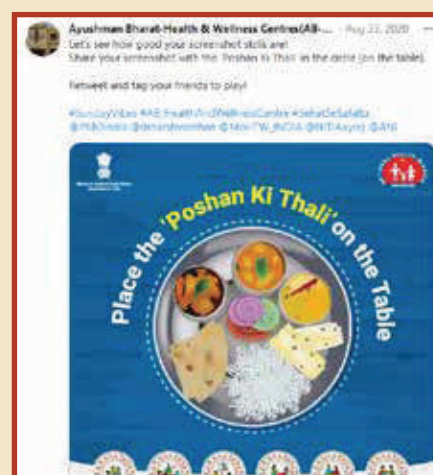 Ayushman Bharat-Health & Wellness Centres(AB-... · Aug 23, 2020
Let's see how good your screenshot skills are!
Share your screenshot with the 'Poshan Ki Thali' in the circle (on the table).
Retweet and tag your friends to play!
#SundayVibes #AB_HealthAndWellnessCentre #SehatSeSafalta
Place the 'Poshan Ki Thali' on the Table